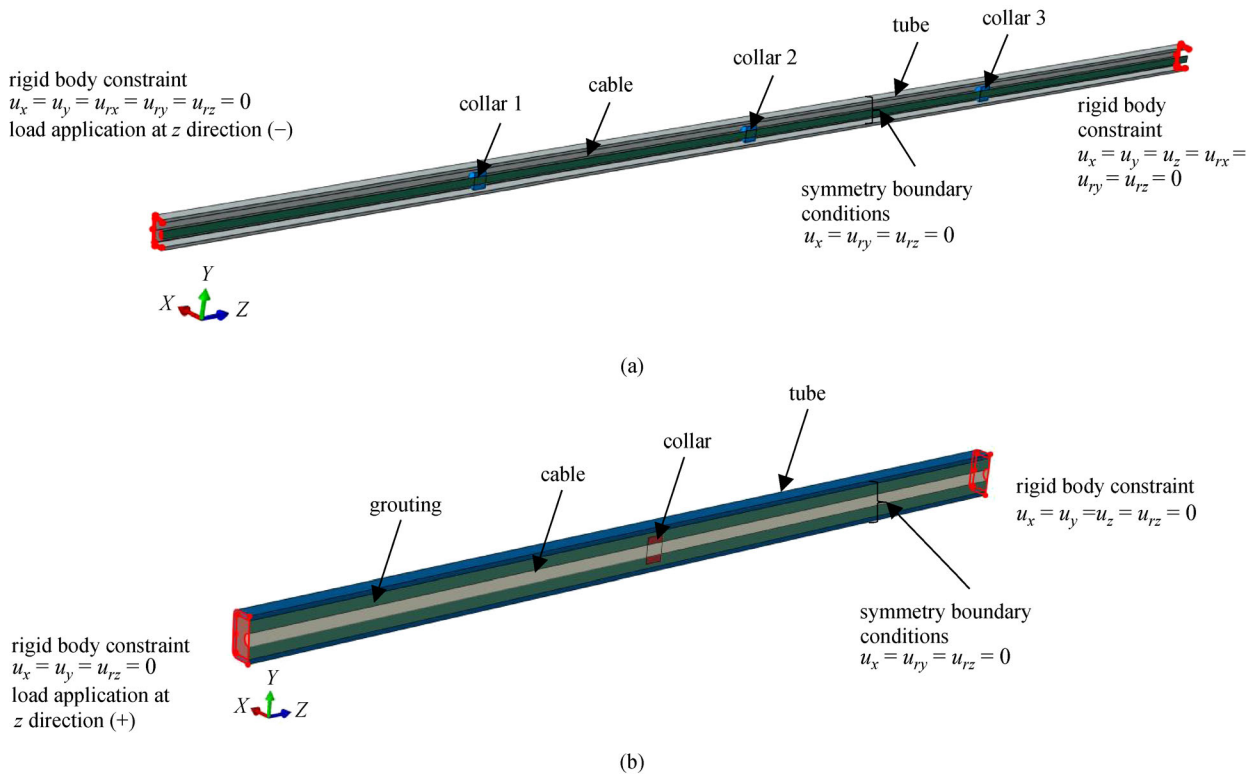 rigid body constraint
u_x = u_y = u_rx = u_ry = u_rz = 0
load application at z direction (−)
collar 1
cable
collar 2
tube
collar 3
rigid body
constraint
u_x = u_y = u_z = u_rx =
u_ry = u_rz = 0
symmetry boundary
conditions
u_x = u_ry = u_rz = 0
Y
X
Z
(a)
tube
collar
cable
grouting
rigid body constraint
u_x = u_y =u_z = u_rz = 0
symmetry boundary
conditions
u_x = u_ry = u_rz = 0
rigid body constraint
u_x = u_y = u_rz = 0
load application at
z direction (+)
Y
X
Z
(b)